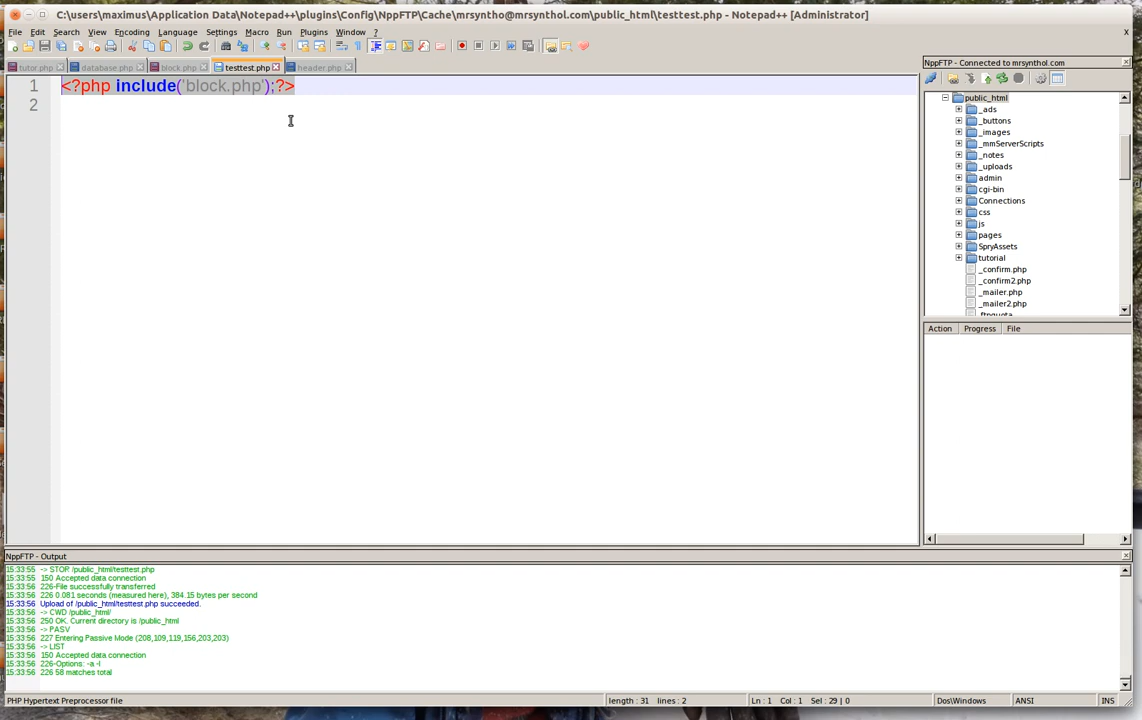 C:\users\maximus\Application Data\Notepad++\plugins\Config\NppFTP\Cache\mrsyntho@mrsynthol.com\public_html\testtest.php - Notepad++ [Administrator]
File Edit Search View Encoding Language Settings Macro Run Plugins Window ?
X
tutor.php database.php block.php testtest.php header.php
1 <?php include('block.php');?>
2
NppFTP - Connected to mrsynthol.com
public_html
_ads
_buttons
_images
_mmServerScripts
_notes
_uploads
admin
cgi-bin
Connections
css
js
pages
SpryAssets
tutorial
_confirm.php
_confirm2.php
_mailer.php
_mailer2.php
.ftpquota
Action Progress File
NppFTP - Output
15:33:55 -> STOR /public_html/testtest.php
15:33:55 150 Accepted data connection
15:33:56 226-File successfully transferred
15:33:56 226 0.081 seconds (measured here), 384.15 bytes per second
15:33:56 Upload of /public_html/testtest.php succeeded.
15:33:56 -> CWD /public_html/
15:33:56 250 OK. Current directory is /public_html
15:33:56 -> PASV
15:33:56 227 Entering Passive Mode (208,109,119,156,203,203)
15:33:56 -> LIST
15:33:56 150 Accepted data connection
15:33:56 226-Options: -a -l
15:33:56 226 58 matches total
PHP Hypertext Preprocessor file length : 31 lines : 2 Ln : 1 Col : 1 Sel : 29 | 0 Dos\Windows ANSI INS